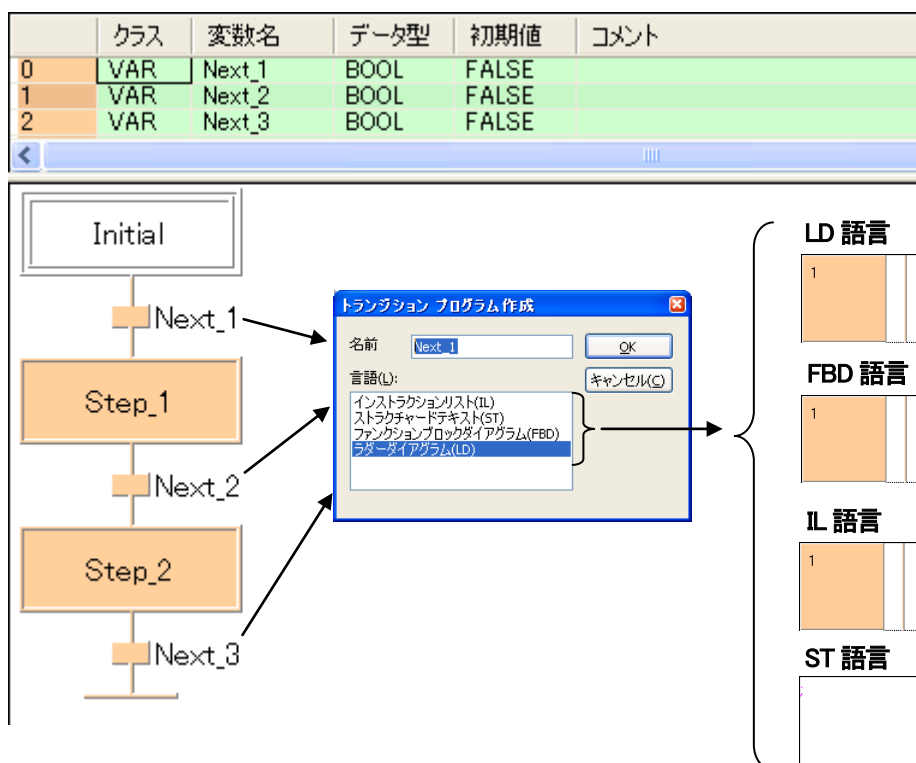 クラス 変数名 データ型 初期値 コメント
0 VAR Next_1 BOOL FALSE
1 VAR Next_2 BOOL FALSE
2 VAR Next_3 BOOL FALSE
Initial
Next_1
Step_1
Next_2
Step_2
Next_3
トランジション プログラム作成
名前 Next_1 OK
言語(L): キャンセル(C)
インストラクションリスト(IL)
ストラクチャードテキスト(ST)
ファンクションブロックダイアグラム(FBD)
ラダーダイアグラム(LD)
LD 語言
1
FBD 語言
1
IL 語言
1
ST 語言
;